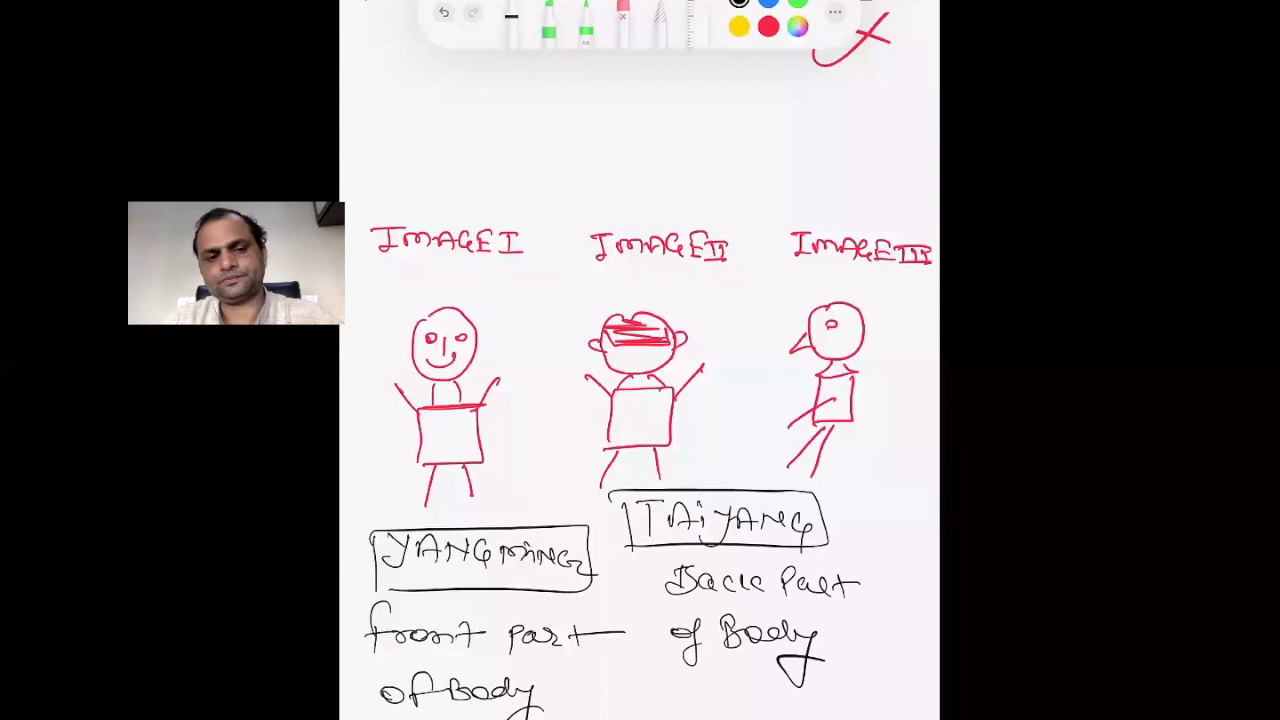 IMAGE I
IMAGE II
IMAGE III
YANGMING
TAiYANG
front part
of Body
Back Part
of Body